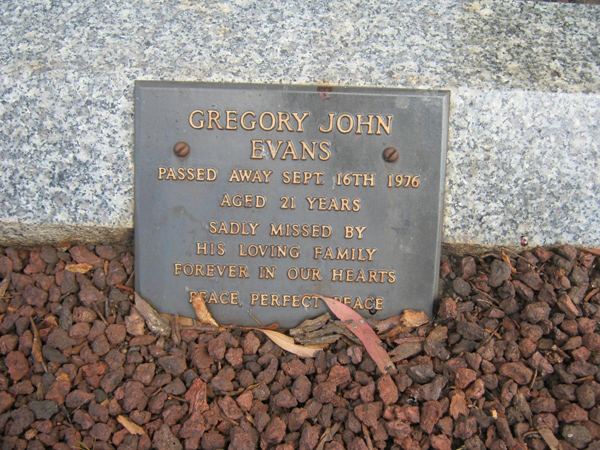 GREGORY JOHN
EVANS
PASSED AWAY SEPT. 16TH 1976
AGED 21 YEARS
SADLY MISSED BY
HIS LOVING FAMILY
FOREVER IN OUR HEARTS
PEACE, PERFECT PEACE